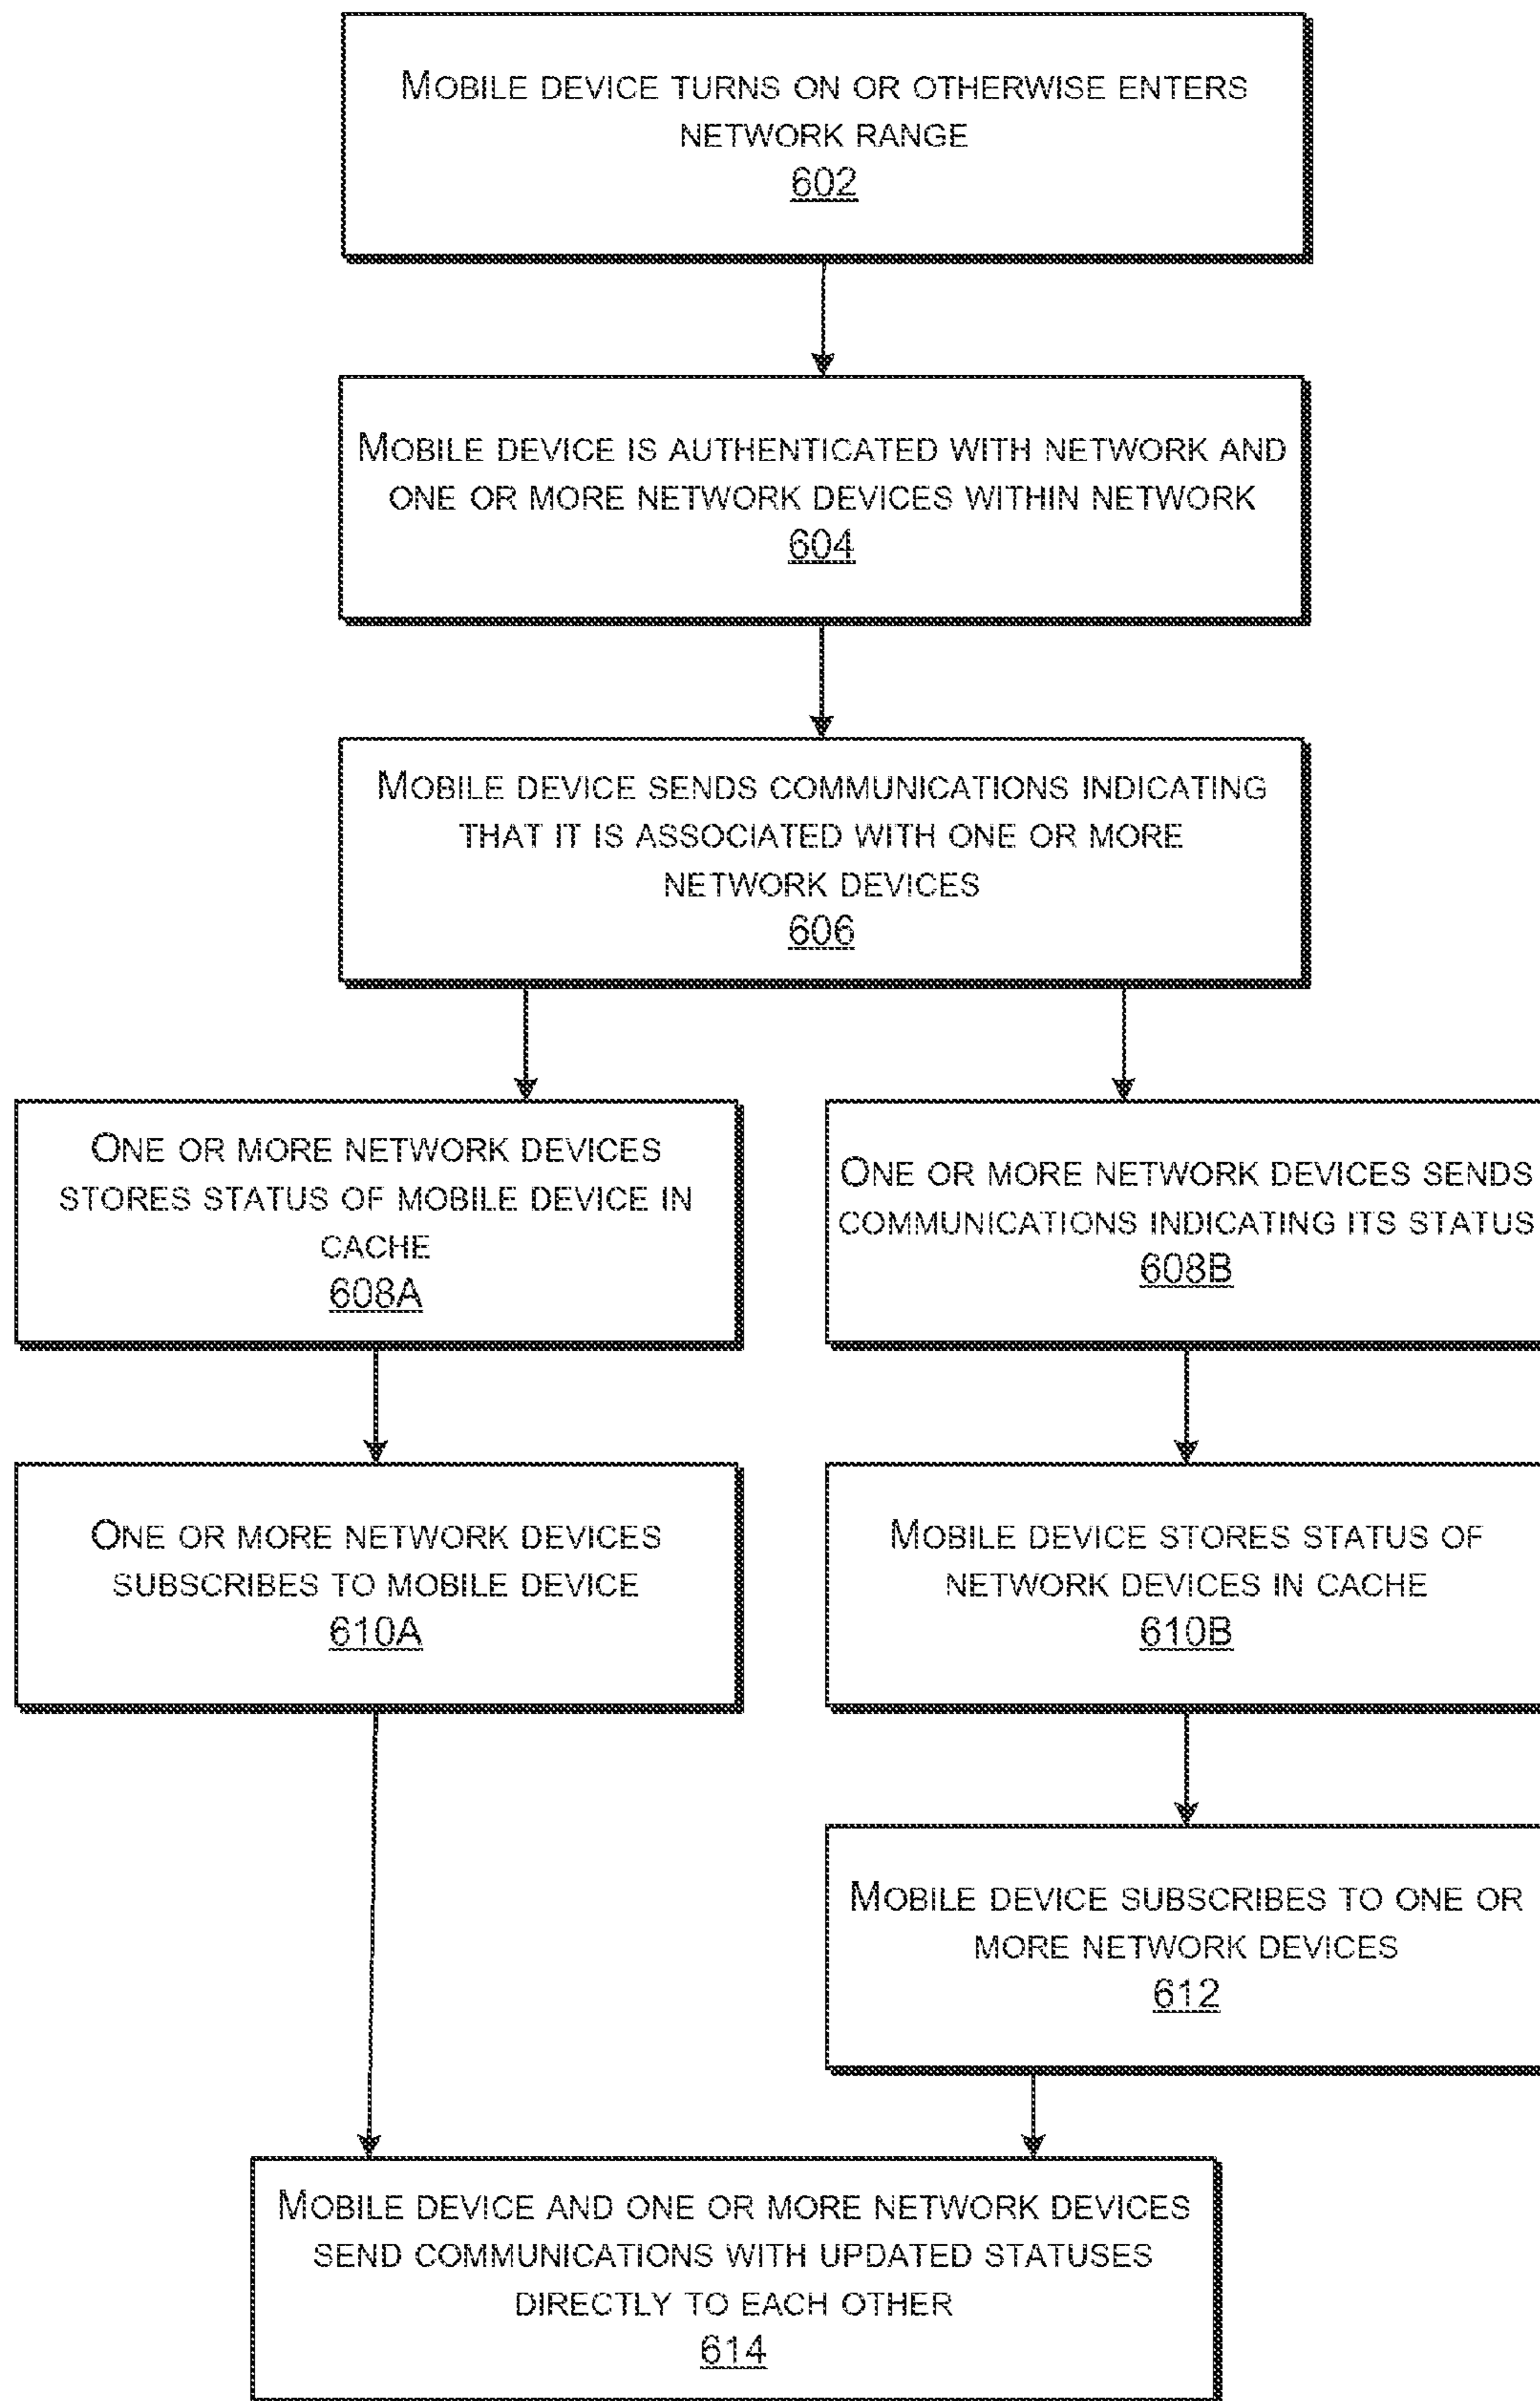 MOBILE DEVICE TURNS ON OR OTHERWISE ENTERS
NETWORK RANGE
602
MOBILE DEVICE IS AUTHENTICATED WITH NETWORK AND
ONE OR MORE NETWORK DEVICES WITHIN NETWORK
604
MOBILE DEVICE SENDS COMMUNICATIONS INDICATING
THAT IT IS ASSOCIATED WITH ONE OR MORE
NETWORK DEVICES
606
ONE OR MORE NETWORK DEVICES
STORES STATUS OF MOBILE DEVICE IN
CACHE
608A
ONE OR MORE NETWORK DEVICES SENDS
COMMUNICATIONS INDICATING ITS STATUS
608B
ONE OR MORE NETWORK DEVICES
SUBSCRIBES TO MOBILE DEVICE
610A
MOBILE DEVICE STORES STATUS OF
NETWORK DEVICES IN CACHE
610B
MOBILE DEVICE SUBSCRIBES TO ONE OR
MORE NETWORK DEVICES
612
MOBILE DEVICE AND ONE OR MORE NETWORK DEVICES
SEND COMMUNICATIONS WITH UPDATED STATUSES
DIRECTLY TO EACH OTHER
614